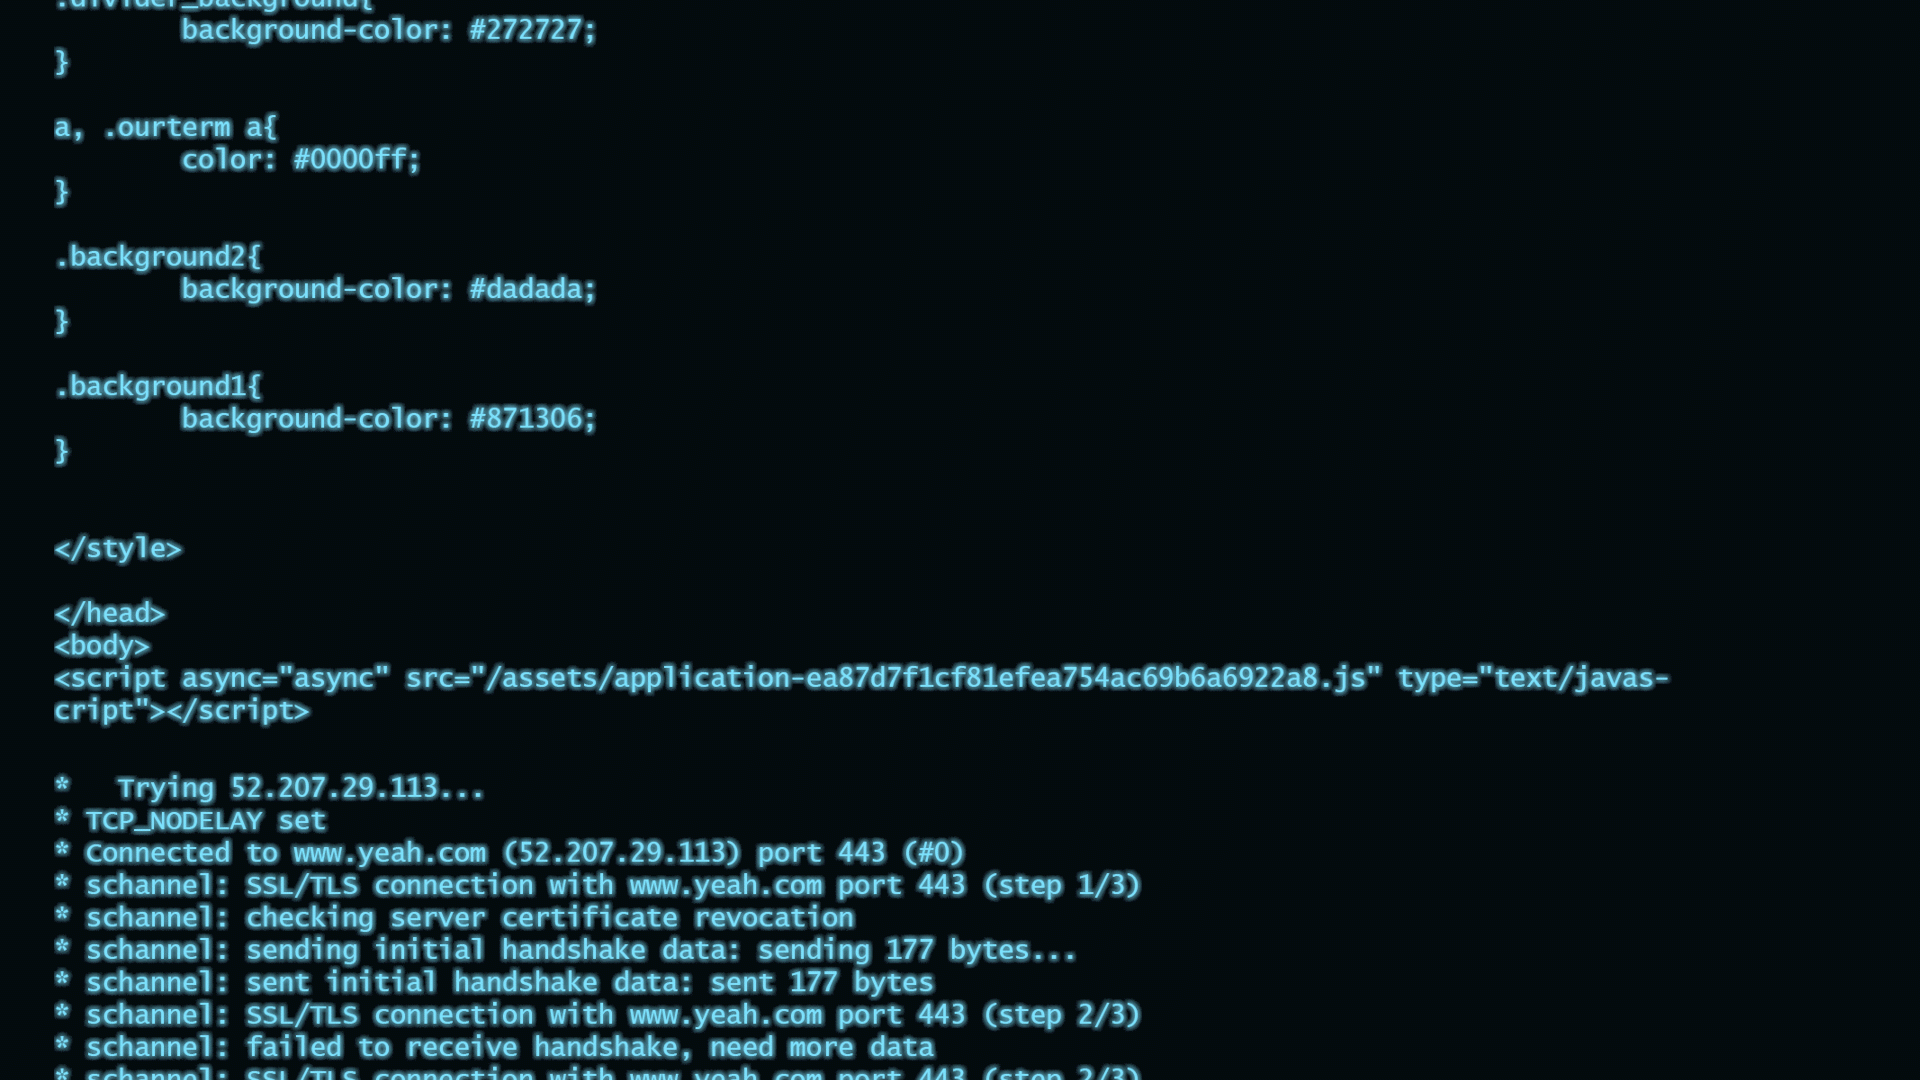 .divider_background{
        background-color: #272727;
}

a, .ourterm a{
        color: #0000ff;
}

.background2{
        background-color: #dadada;
}

.background1{
        background-color: #871306;
}

</style>

</head>
<body>
<script async="async" src="/assets/application-ea87d7f1cf81efea754ac69b6a6922a8.js" type="text/javas-
cript"></script>

*   Trying 52.207.29.113...
* TCP_NODELAY set
* Connected to www.yeah.com (52.207.29.113) port 443 (#0)
* schannel: SSL/TLS connection with www.yeah.com port 443 (step 1/3)
* schannel: checking server certificate revocation
* schannel: sending initial handshake data: sending 177 bytes...
* schannel: sent initial handshake data: sent 177 bytes
* schannel: SSL/TLS connection with www.yeah.com port 443 (step 2/3)
* schannel: failed to receive handshake, need more data
* schannel: SSL/TLS connection with www.yeah.com port 443 (step 2/3)